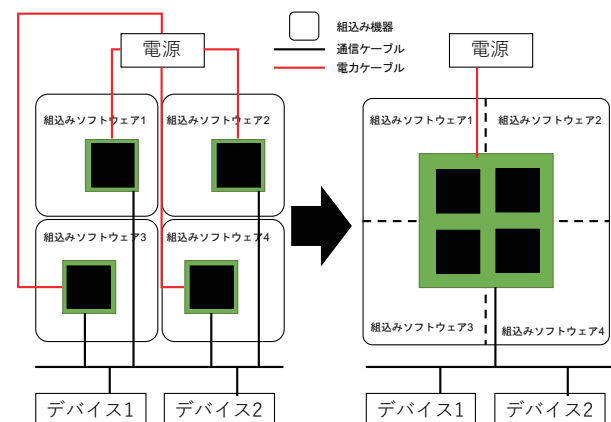 組込み機器
通信ケーブル
電力ケーブル
電源
電源
組込みソフトウェア1
組込みソフトウェア2
組込みソフトウェア3
組込みソフトウェア4
組込みソフトウェア1
組込みソフトウェア2
組込みソフトウェア3
組込みソフトウェア4
デバイス1
デバイス2
デバイス1
デバイス2